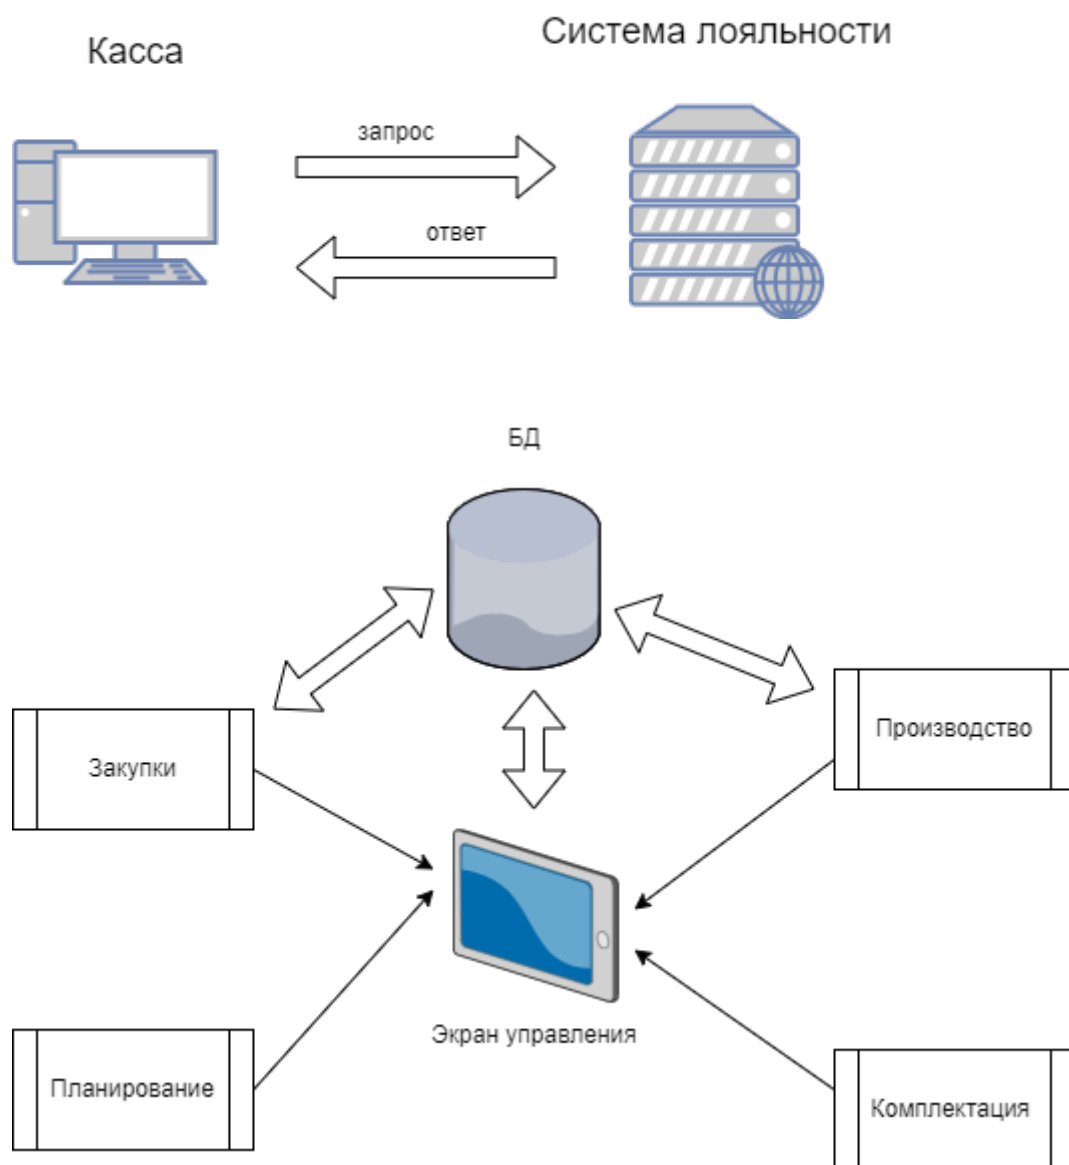 Касса
Система лояльности
запрос
ответ
БД
Закупки
Производство
Экран управления
Планирование
Комплектация